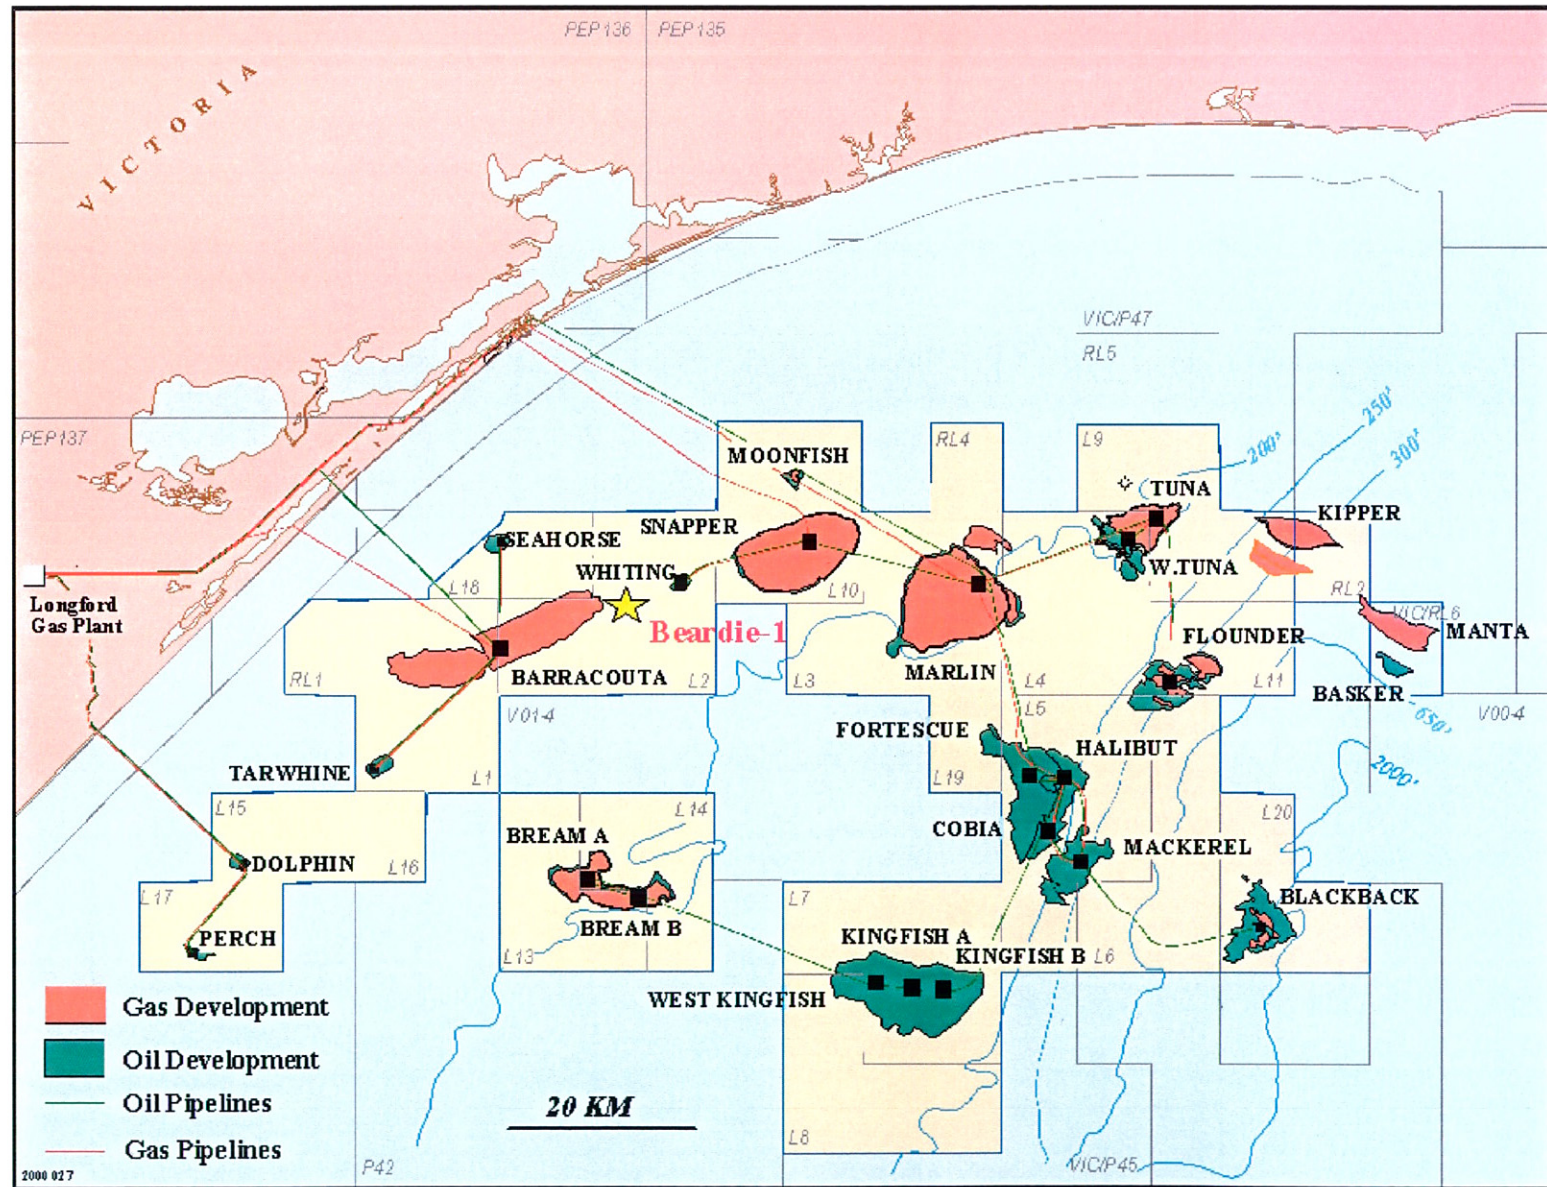 PEP136
PEP135
VICTORIA
VIC/P47
RL5
250'
PEP137
RL4
L9
200'
300'
MOONFISH
TUNA
KIPPER
SNAPPER
SEAHORSE
WHITING
W.TUNA
L18
L10
RL2
VIC/RL6
Longford
Gas Plant
Beardie-1
FLOUNDER
MANTA
MARLIN
BARRACOUTA
RL1
L2
L3
L4
L11
BASKER
V01-4
L5
650'
V00-4
FORTESCUE
HALIBUT
TARWHINE
L1
L19
2000'
L15
L14
L20
BREAM A
COBIA
MACKEREL
DOLPHIN
L16
L17
L7
BLACKBACK
PERCH
BREAM B
KINGFISH A
KINGFISH B
L13
L6
WEST KINGFISH
Gas Development
Oil Development
Oil Pipelines
20 KM
Gas Pipelines
L8
P42
VIC/P45
2000 027